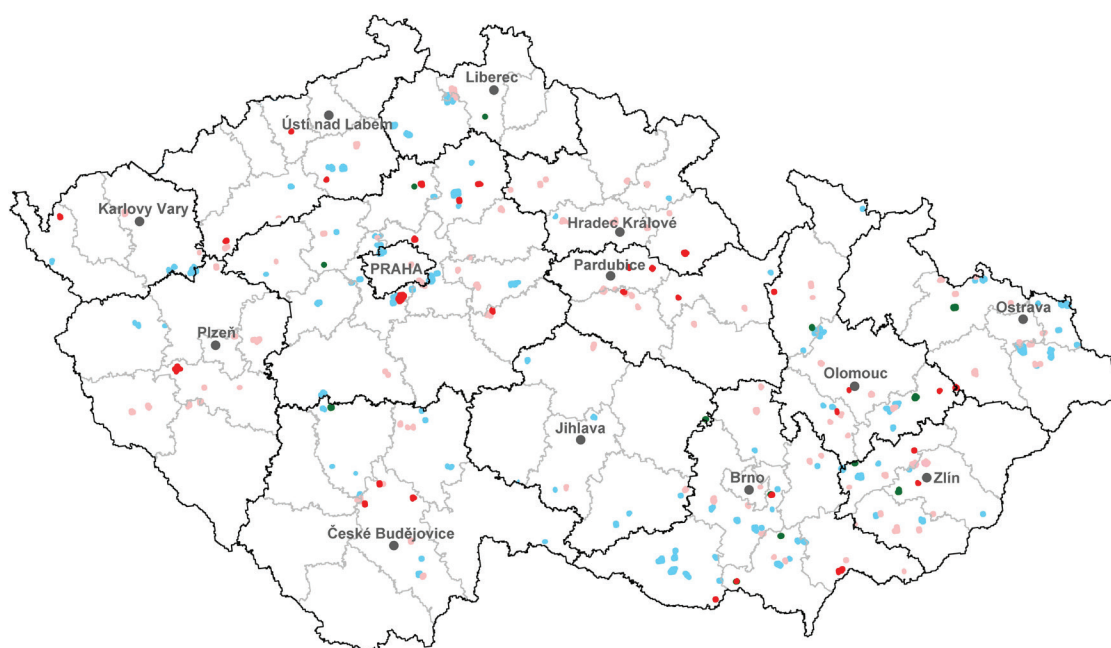 Liberec
Ústí nad Labem
Karlovy Vary
Hradec Králové
PRAHA
Pardubice
Ostrava
Plzeň
Olomouc
Jihlava
Zlín
Brno
České Budějovice